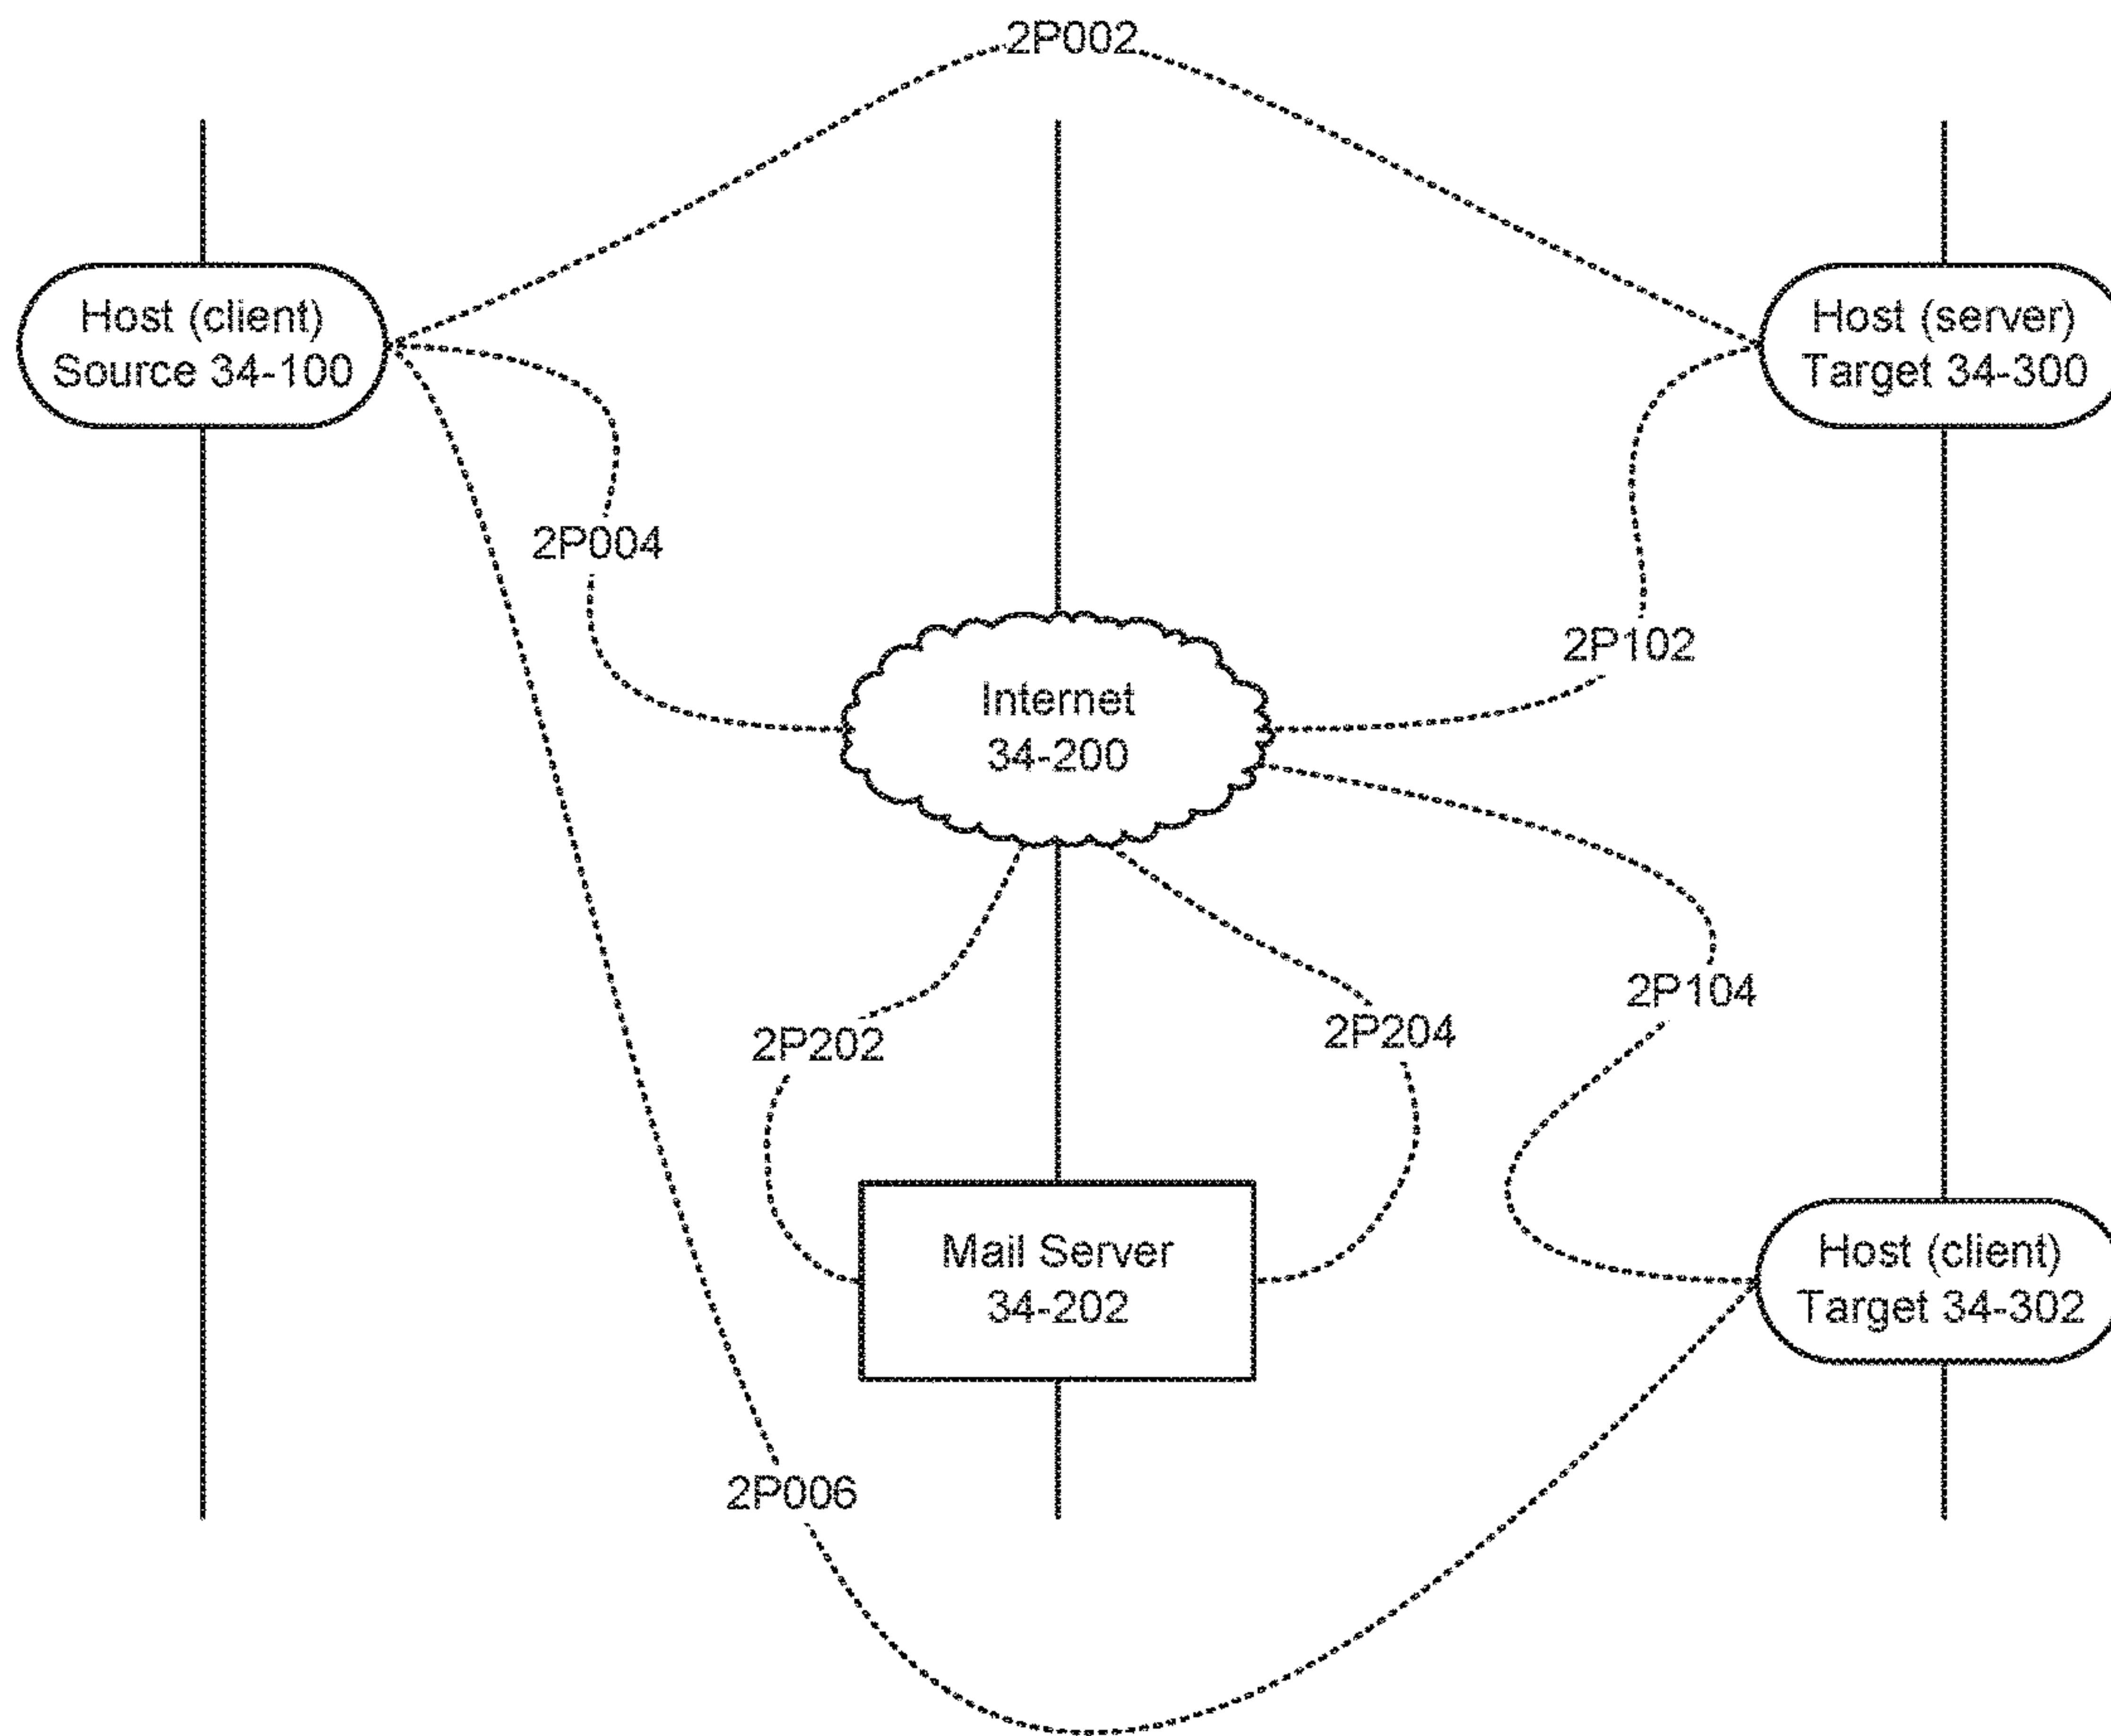 2P002
Host (client)
Source 34-100
Host (server)
Target 34-300
2P004
2P102
Internet
34-200
2P104
2P202
2P204
Mail Server
34-202
Host (client)
Target 34-302
2P006